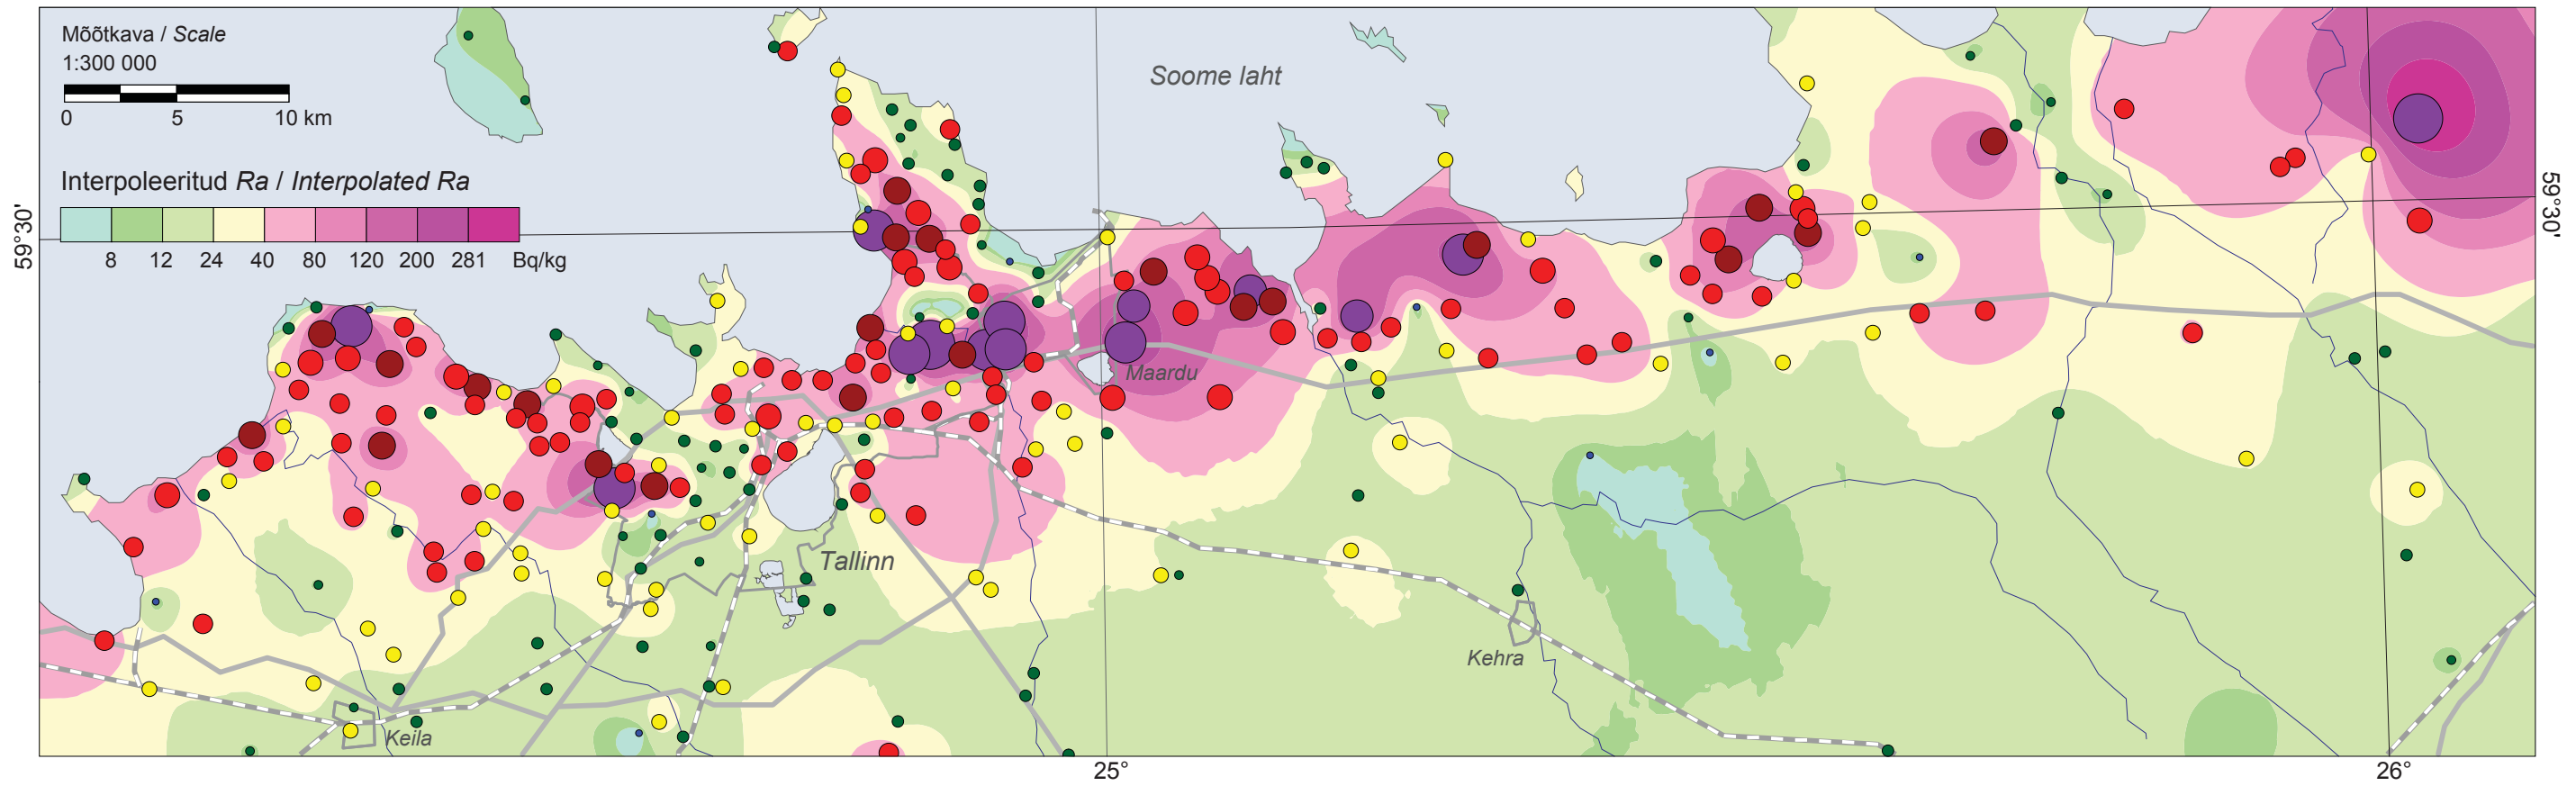 Mõõtkava / Scale
1:300 000
0 5 10 km
Soome laht
Interpoleeritud Ra / Interpolated Ra
8 12 24 40 80 120 200 281 Bq/kg
59°30'
59°30'
Maardu
Tallinn
Kehra
Keila
25°
26°